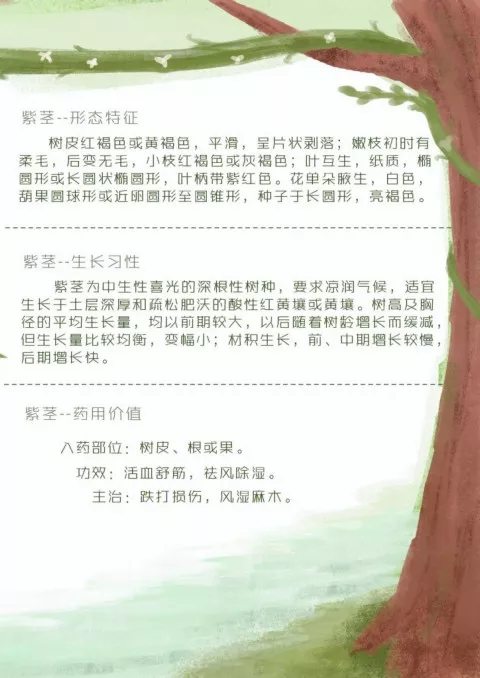 紫茎--形态特征
树皮红褐色或黄褐色，平滑，呈片状剥落；嫩枝初时有
柔毛，后变无毛，小枝红褐色或灰褐色；叶互生，纸质，椭
圆形或长圆状椭圆形，叶柄带紫红色。花单朵腋生，白色，
葫果圆球形或近卵圆形至圆锥形，种子于长圆形，亮褐色。
紫茎--生长习性
紫茎为中生性喜光的深根性树种，要求凉润气候，适宜
生长于土层深厚和疏松肥沃的酸性红黄壤或黄壤。树高及胸
径的平均生长量，均以前期较大，以后随着树龄增长而缓减，
但生长量比较均衡，变幅小；材积生长，前、中期增长较慢，
后期增长快。
紫茎--药用价值
入药部位：树皮、根或果。
功效：活血舒筋，祛风除湿。
主治：跌打损伤，风湿麻木。